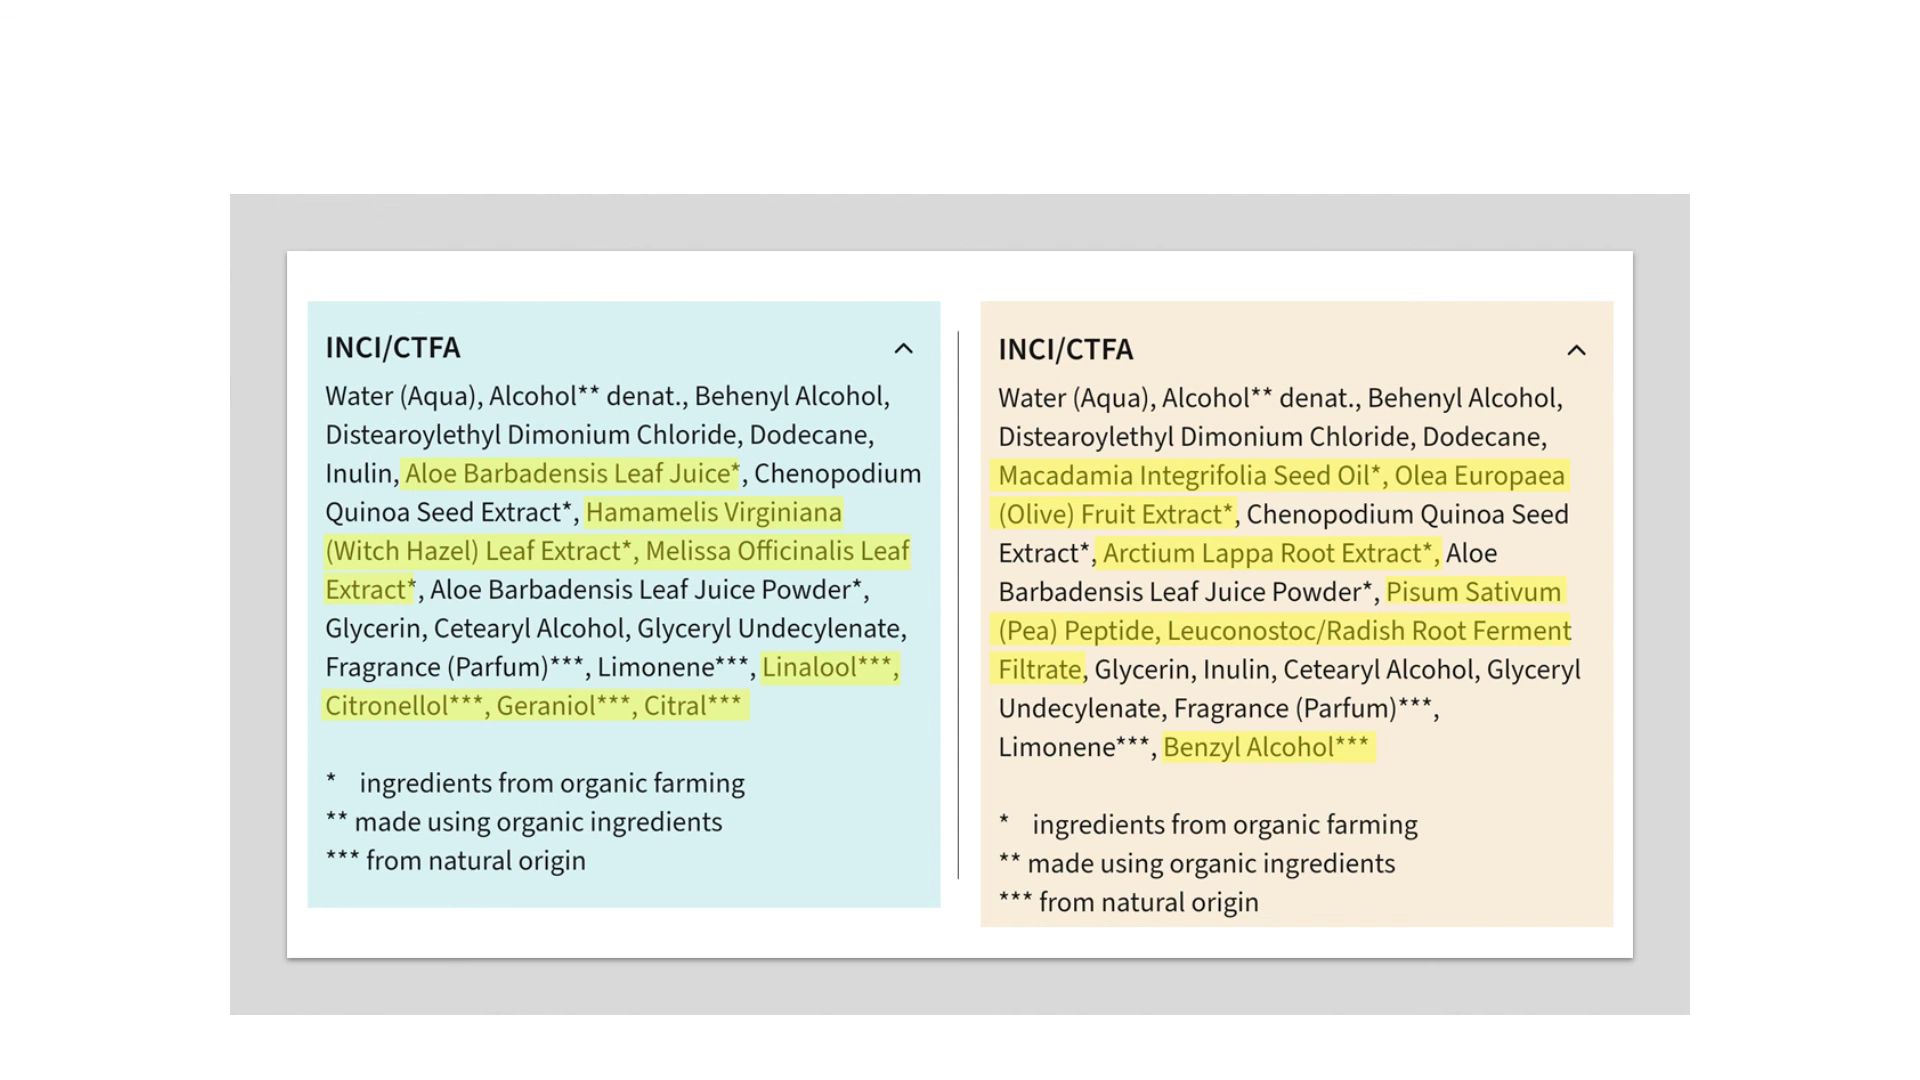 INCI/CTFA
Water (Aqua), Alcohol** denat., Behenyl Alcohol,
Distearoylethyl Dimonium Chloride, Dodecane,
Inulin, Aloe Barbadensis Leaf Juice*, Chenopodium
Quinoa Seed Extract*, Hamamelis Virginiana
(Witch Hazel) Leaf Extract*, Melissa Officinalis Leaf
Extract*, Aloe Barbadensis Leaf Juice Powder*,
Glycerin, Cetearyl Alcohol, Glyceryl Undecylenate,
Fragrance (Parfum)***, Limonene***, Linalool***,
Citronellol***, Geraniol***, Citral***
* ingredients from organic farming
** made using organic ingredients
*** from natural origin
INCI/CTFA
Water (Aqua), Alcohol** denat., Behenyl Alcohol,
Distearoylethyl Dimonium Chloride, Dodecane,
Macadamia Integrifolia Seed Oil*, Olea Europaea
(Olive) Fruit Extract*, Chenopodium Quinoa Seed
Extract*, Arctium Lappa Root Extract*, Aloe
Barbadensis Leaf Juice Powder*, Pisum Sativum
(Pea) Peptide, Leuconostoc/Radish Root Ferment
Filtrate, Glycerin, Inulin, Cetearyl Alcohol, Glyceryl
Undecylenate, Fragrance (Parfum)***,
Limonene***, Benzyl Alcohol***
* ingredients from organic farming
** made using organic ingredients
*** from natural origin